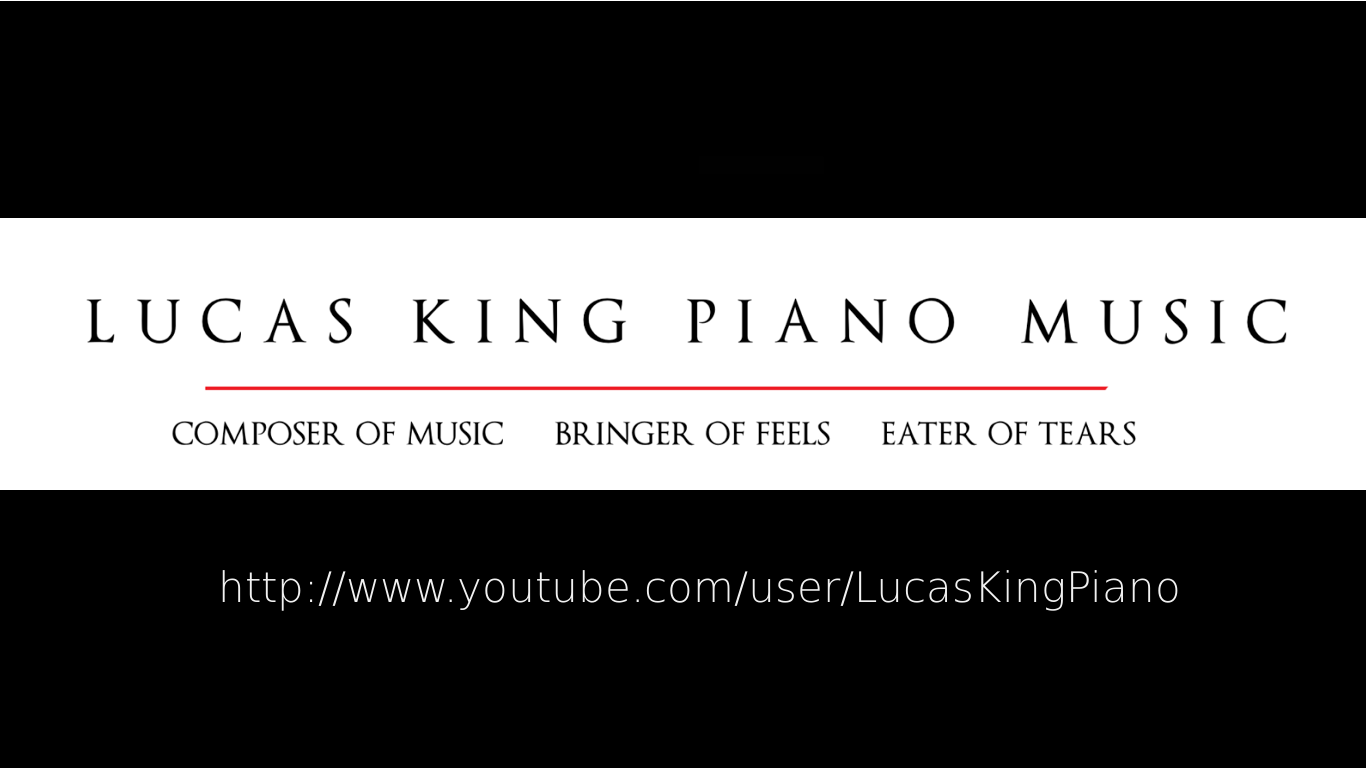 LUCAS KING PIANO MUSIC
COMPOSER OF MUSIC BRINGER OF FEELS EATER OF TEARS
http://www.youtube.com/user/LucasKingPiano